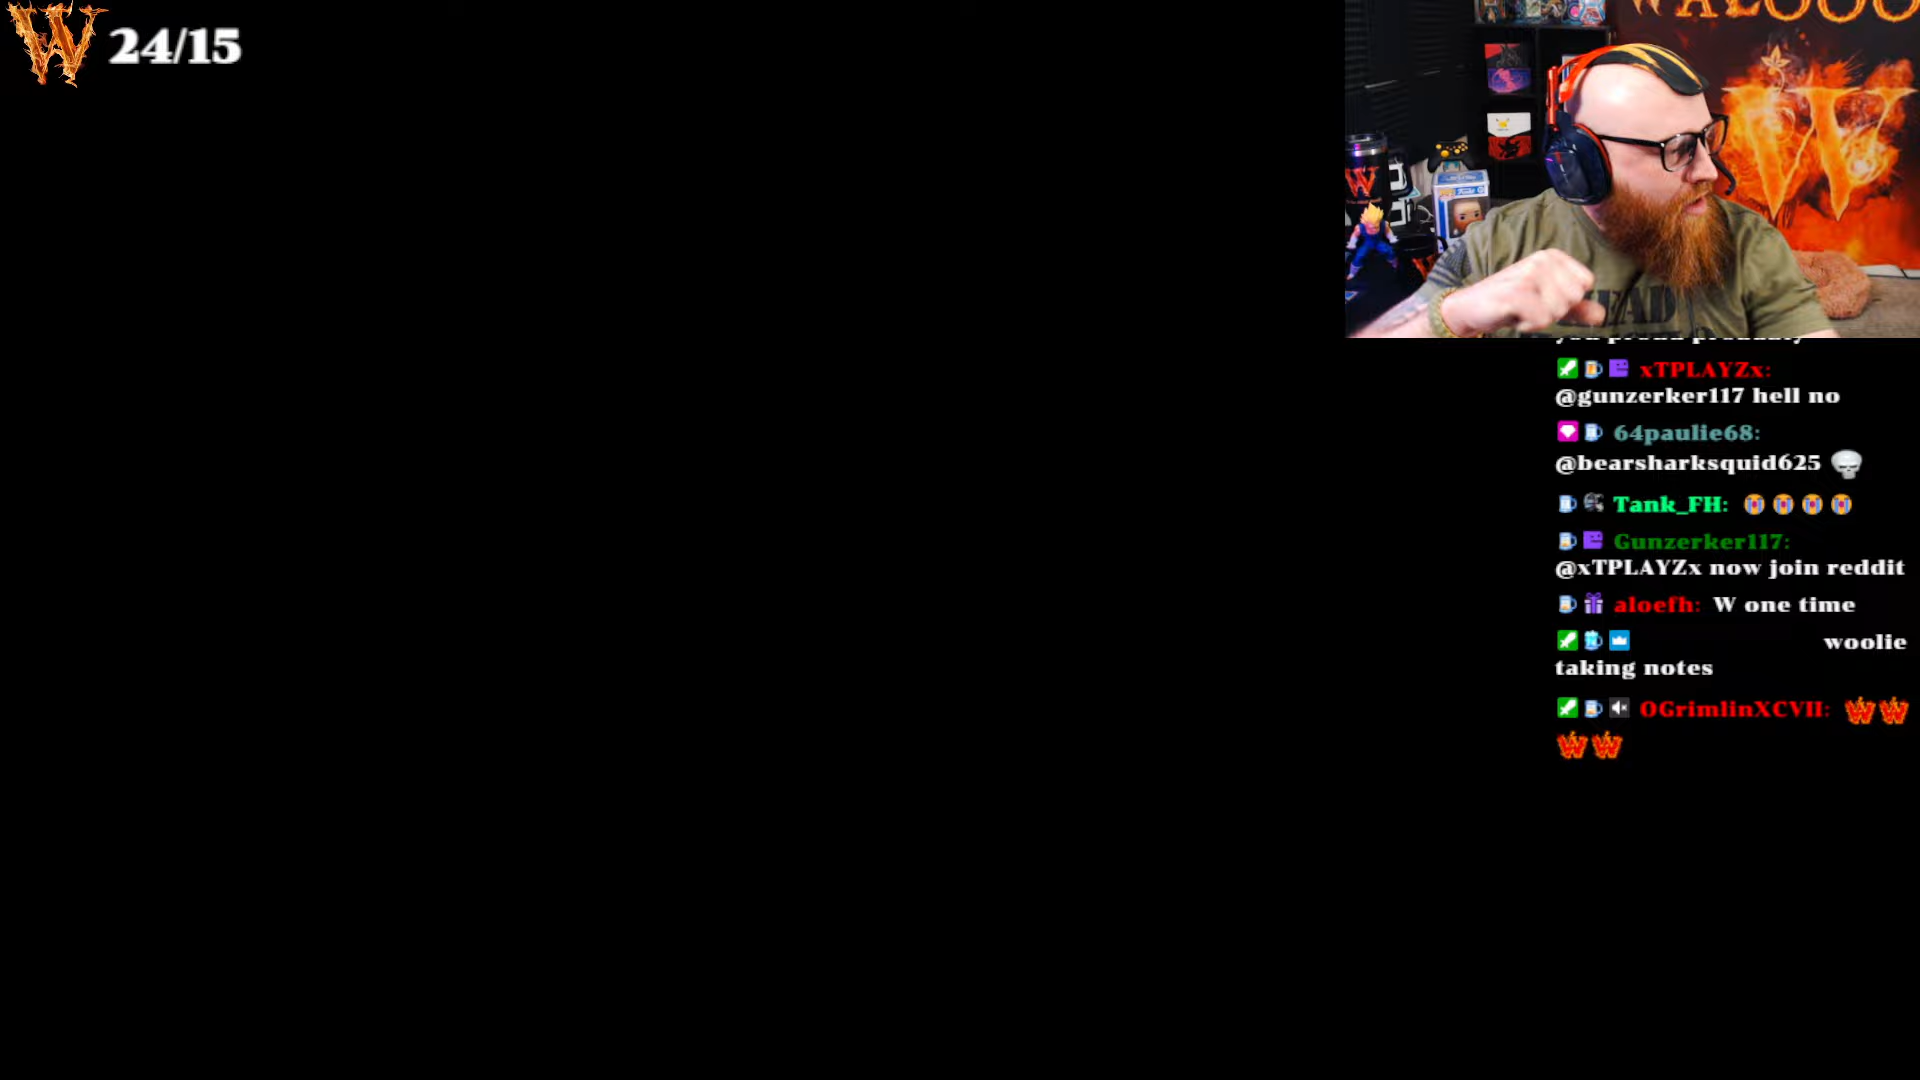 W 24/15
WALOOO
W
@gunzerker117 hell no
xTPLAYZx:
64paulie68:
@bearsharksquid625
Tank_FH:
Gunzerker117:
@xTPLAYZx now join reddit
aloefh: W one time
woolie
taking notes
OGrimlinXCVII: